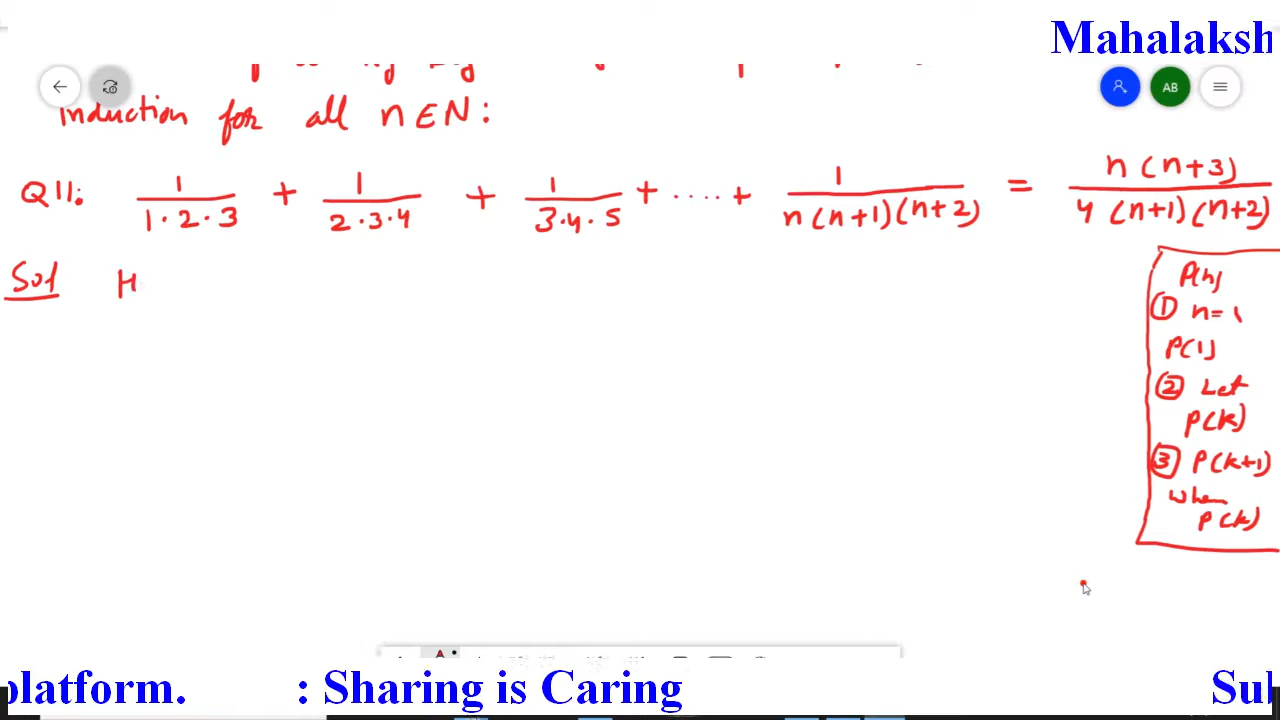 Mahalaksh
AB
induction for all n ∈ N :
Q11: 1/(1·2·3) + 1/(2·3·4) + 1/(3·4·5) + ..... + 1/(n(n+1)(n+2)) = n(n+3)/(4(n+1)(n+2))
Sol H
P(n)
① n = 1
P(1)
② Let
P(k)
③ P(k+1)
when
P(k)
platform. : Sharing is Caring Su